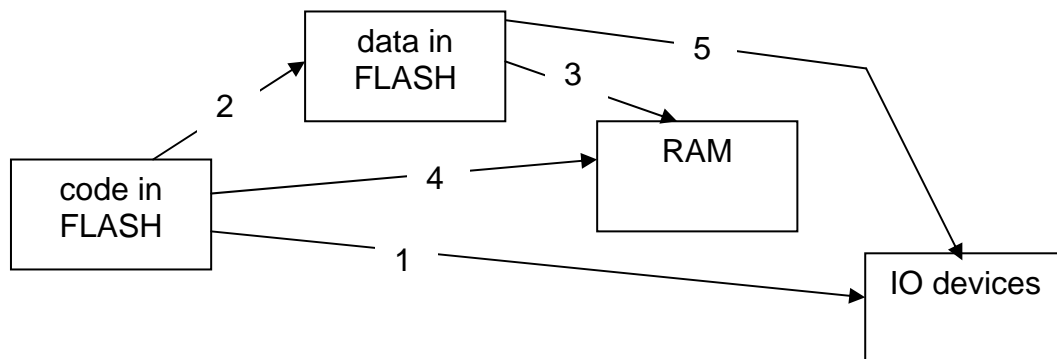 data in
FLASH
5
3
2
RAM
4
code in
FLASH
1
IO devices